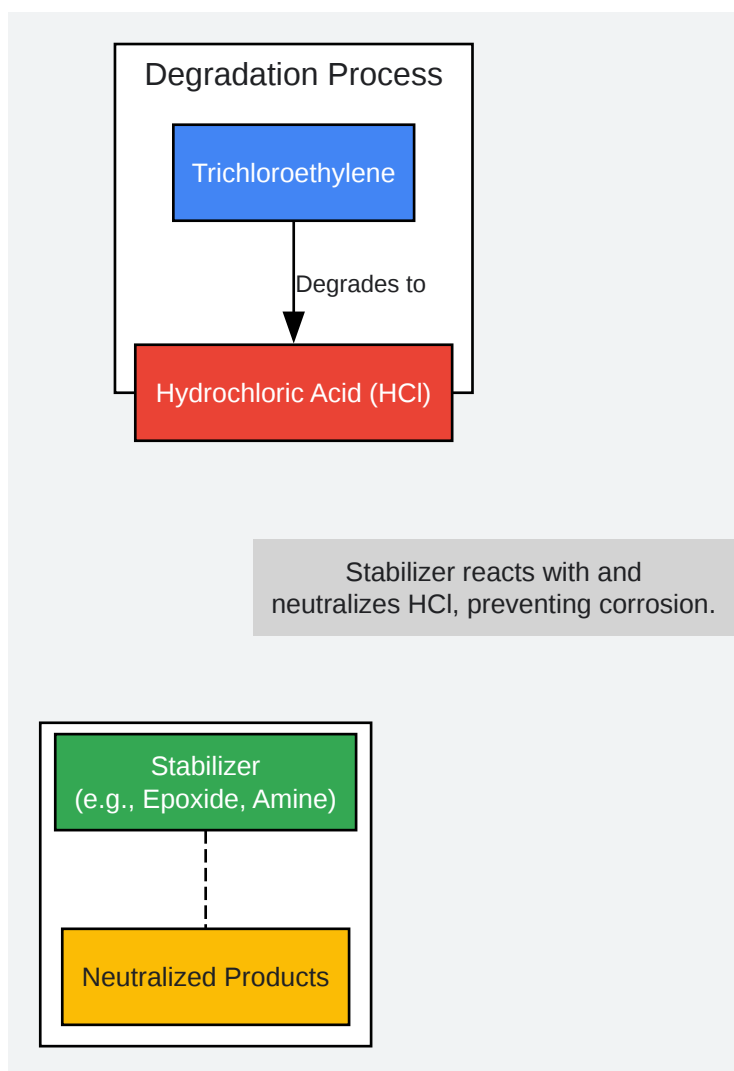 Degradation Process
Trichloroethylene
Degrades to
Hydrochloric Acid (HCl)
Stabilizer reacts with and
neutralizes HCl, preventing corrosion.
Stabilizer
(e.g., Epoxide, Amine)
Neutralized Products